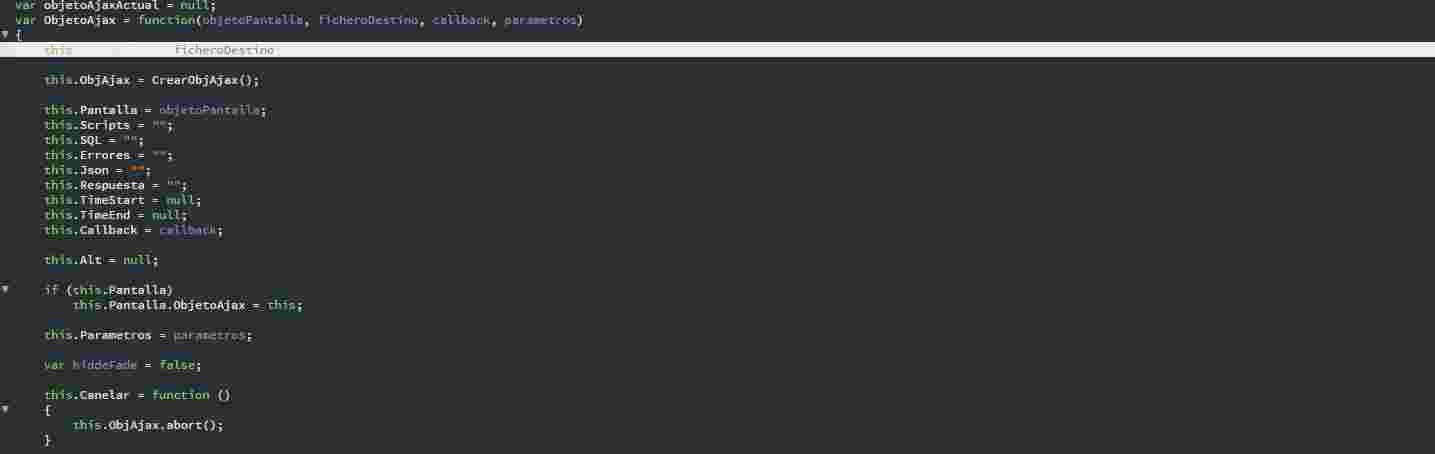 var objetoAjaxActual = null;
var ObjetoAjax = function(objetoPantalla, ficheroDestino, callback, parametros)
{
this ficheroDestino
this.ObjAjax = CrearObjAjax();
this.Pantalla = objetoPantalla;
this.Scripts = "";
this.SQL = "";
this.Errores = "";
this.Json = "";
this.Respuesta = "";
this.TimeStart = null;
this.TimeEnd = null;
this.Callback = callback;
this.Alt = null;
if (this.Pantalla)
this.Pantalla.ObjetoAjax = this;
this.Parametros = parametros;
var hiddeFade = false;
this.Canelar = function ()
{
this.ObjAjax.abort();
}